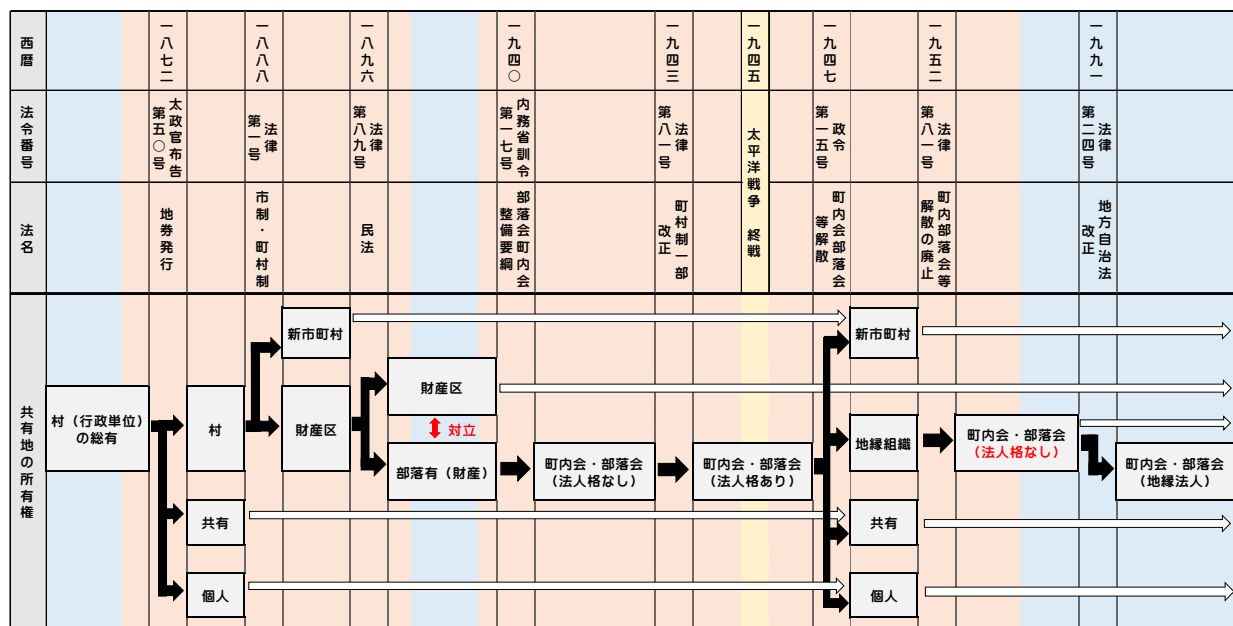 西暦
一八七二
一八八八
一八九六
一九四〇
一九四三
一九四五
一九四七
一九五二
一九九一
法令番号
太政官布告
第五〇号
法律
第一号
法律
第八九号
内務省訓令
第一七号
法律
第八一号
太平洋戦争 終戦
政令
第一五号
法律
第八一号
法律
第二四号
法名
地券発行
市制・町村制
民法
部落会町内会
整備要綱
町村制一部
改正
町内会部落会
等解散
町内部落会等
解散の廃止
地方自治法
改正
共有地の所有権
村（行政単位）
の総有
村
共有
個人
新市町村
財産区
財産区
対立
部落有（財産）
町内会・部落会
（法人格なし）
町内会・部落会
（法人格あり）
新市町村
地縁組織
共有
個人
町内会・部落会
（法人格なし）
町内会・部落会
（地縁法人）